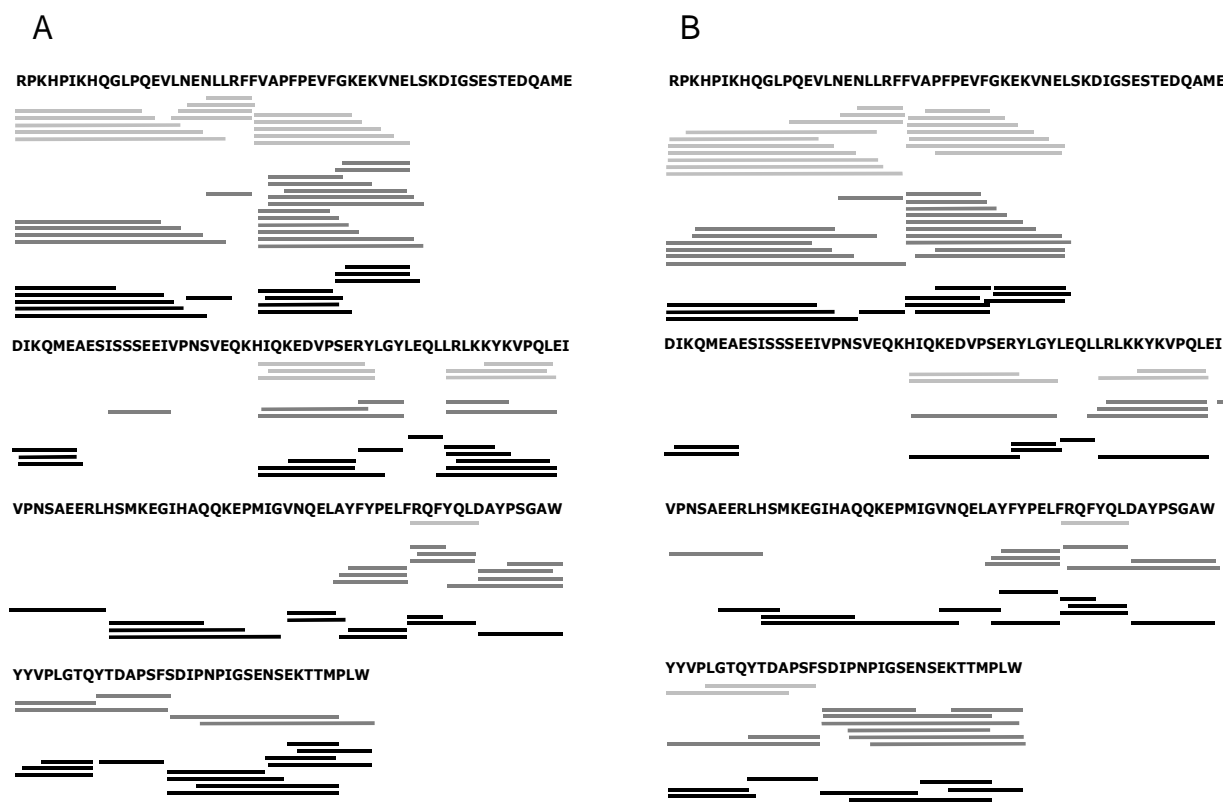 A
B
RPKHPIKHQGLPQEVLNENLLRFFVAPFPEVFGKEKVNELSKDIGSESTEDQAME
RPKHPIKHQGLPQEVLNENLLRFFVAPFPEVFGKEKVNELSKDIGSESTEDQAME
DIKQMEAESISSSEEIVPNSVEQKHIQKEDVPSERYLGYLEQLLRLKKYKVPQLEI
DIKQMEAESISSSEEIVPNSVEQKHIQKEDVPSERYLGYLEQLLRLKKYKVPQLEI
VPNSAEERLHSMKEGIHAQQKEPMIGVNQELAYFYPELFRQFYQLDAYPSGAW
VPNSAEERLHSMKEGIHAQQKEPMIGVNQELAYFYPELFRQFYQLDAYPSGAW
YYVPLGTQYTDAPSFSDIPNPIGSENSEKTTMPLW
YYVPLGTQYTDAPSFSDIPNPIGSENSEKTTMPLW